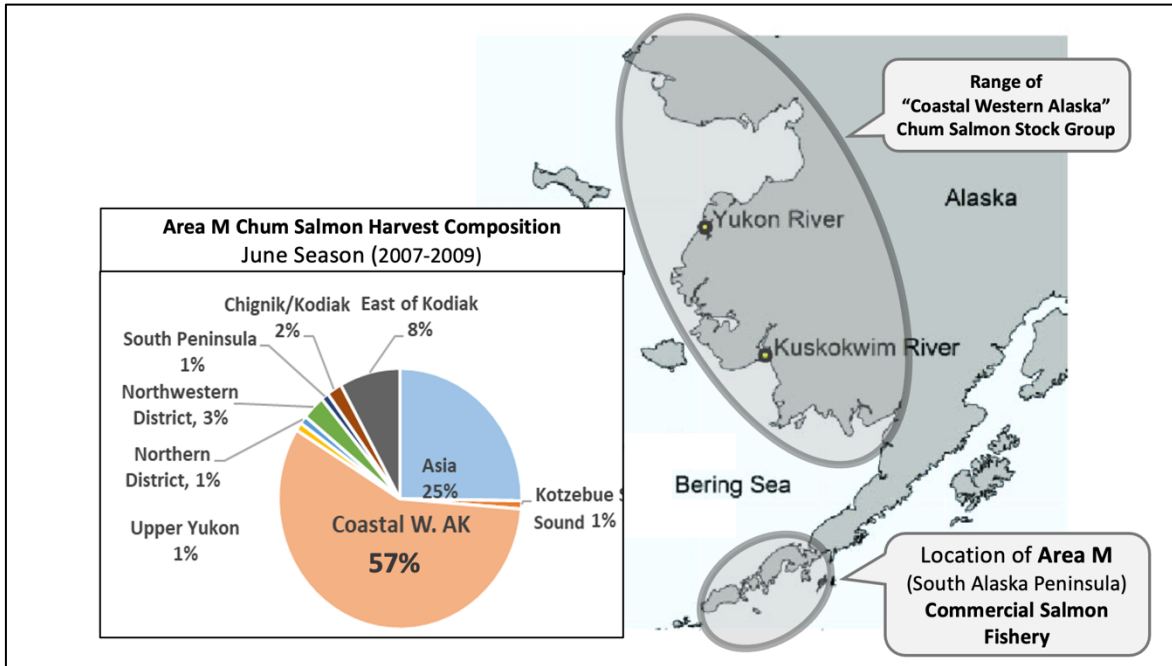 Range of
“Coastal Western Alaska”
Chum Salmon Stock Group
Alaska
Yukon River
Kuskokwim River
Bering Sea
Location of Area M
(South Alaska Peninsula)
Commercial Salmon
Fishery
Area M Chum Salmon Harvest Composition
June Season (2007-2009)
Chignik/Kodiak
2%
East of Kodiak
8%
South Peninsula
1%
Northwestern
District, 3%
Northern
District, 1%
Upper Yukon
1%
Asia
25%
Coastal W. AK
57%
Kotzebue S
Sound 1%